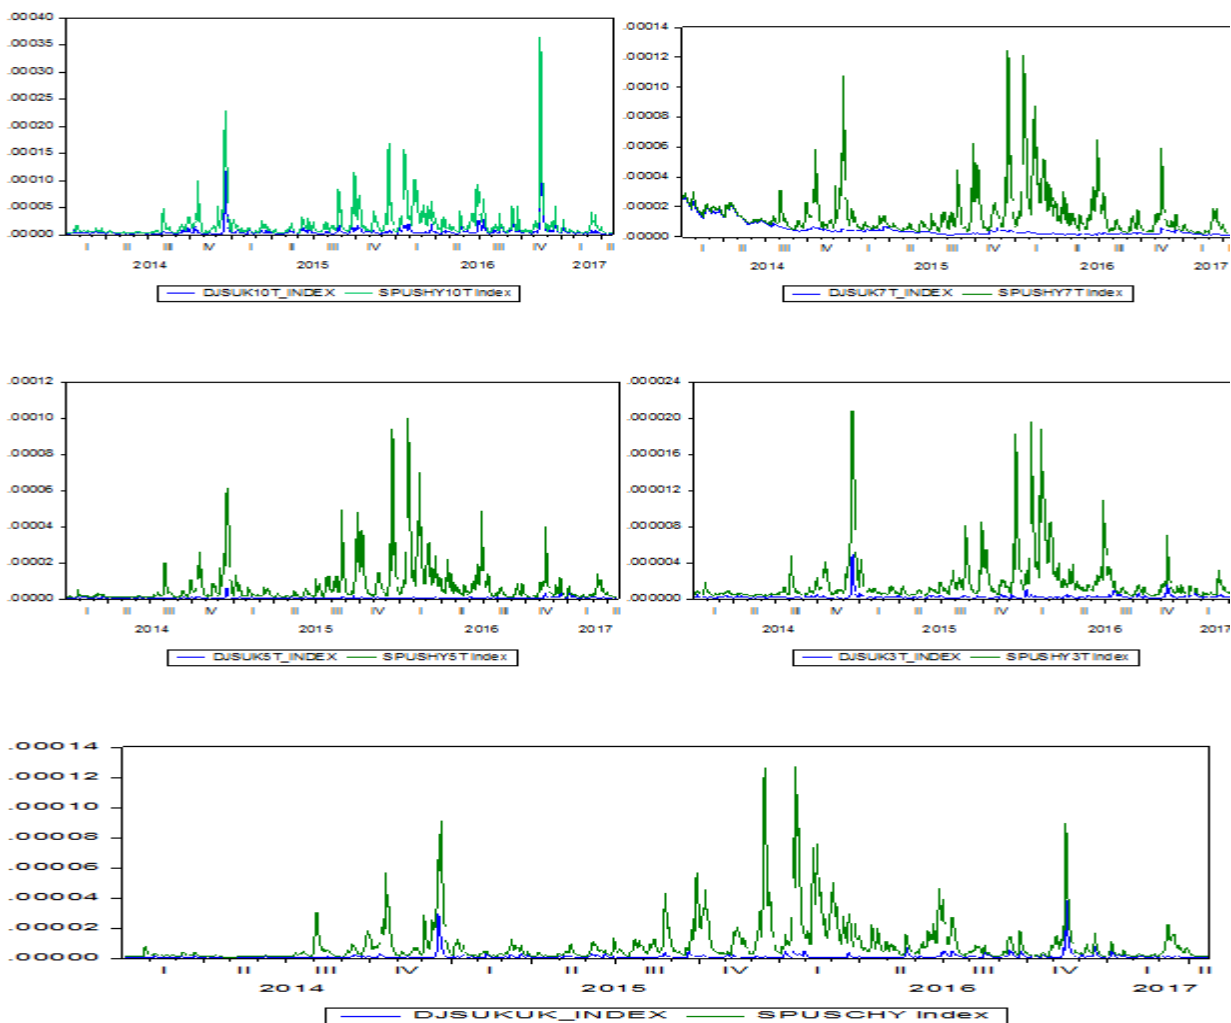 .00040
.00035
.00030
.00025
.00020
.00015
.00010
.00005
.00000
I II III IV I II III IV I II III IV I II
2014 2015 2016 2017
DJSUK10T_INDEX SPUSHY10T Index
.00014
.00012
.00010
.00008
.00006
.00004
.00002
.00000
I II III IV I II III IV I II III IV I
2014 2015 2016 2017
DJSUK7T_INDEX SPUSHY7T Index
.00012
.00010
.00008
.00006
.00004
.00002
.00000
I II III IV I II III IV I II III IV I II
2014 2015 2016 2017
DJSUK5T_INDEX SPUSHY5T Index
.000024
.000020
.000016
.000012
.000008
.000004
.000000
I II III IV I II III IV I II III IV I
2014 2015 2016 2017
DJSUK3T_INDEX SPUSHY3T Index
.00014
.00012
.00010
.00008
.00006
.00004
.00002
.00000
I II III IV I II III IV I II III IV I II
2014 2015 2016 2017
DJSUKUK_INDEX SPUSCHY Index